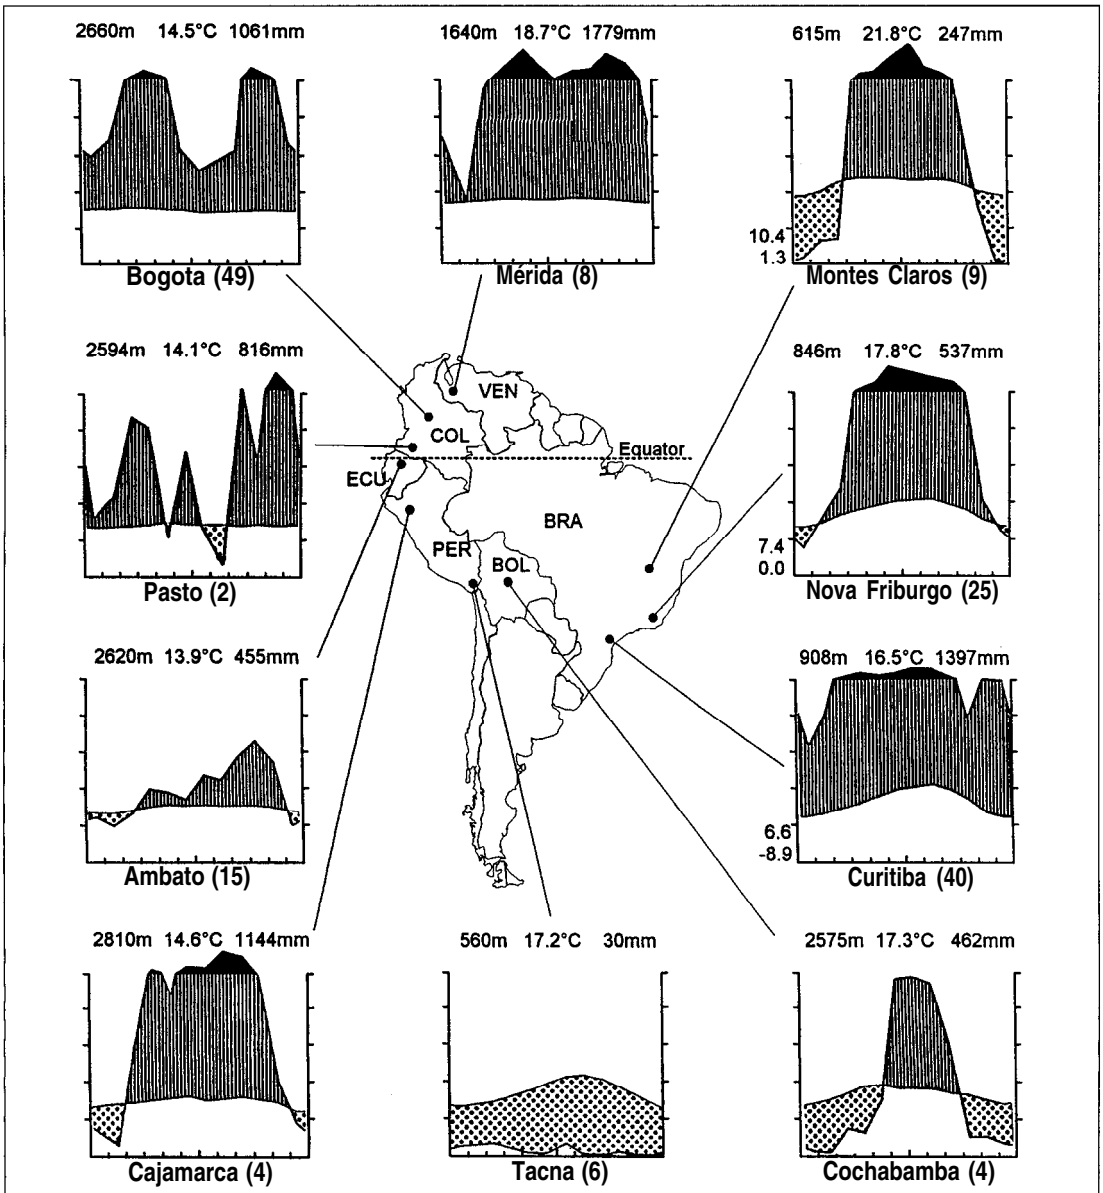 2660m 14.5°C 1061mm
Bogota (49)
1640m 18.7°C 1779mm
Mérida (8)
615m 21.8°C 247mm
10.4
1.3
Montes Claros (9)
2594m 14.1°C 816mm
Pasto (2)
846m 17.8°C 537mm
7.4
0.0
Nova Friburgo (25)
VEN
COL
Equator
ECU
BRA
PER
BOL
2620m 13.9°C 455mm
Ambato (15)
908m 16.5°C 1397mm
6.6
-8.9
Curitiba (40)
2810m 14.6°C 1144mm
Cajamarca (4)
560m 17.2°C 30mm
Tacna (6)
2575m 17.3°C 462mm
Cochabamba (4)